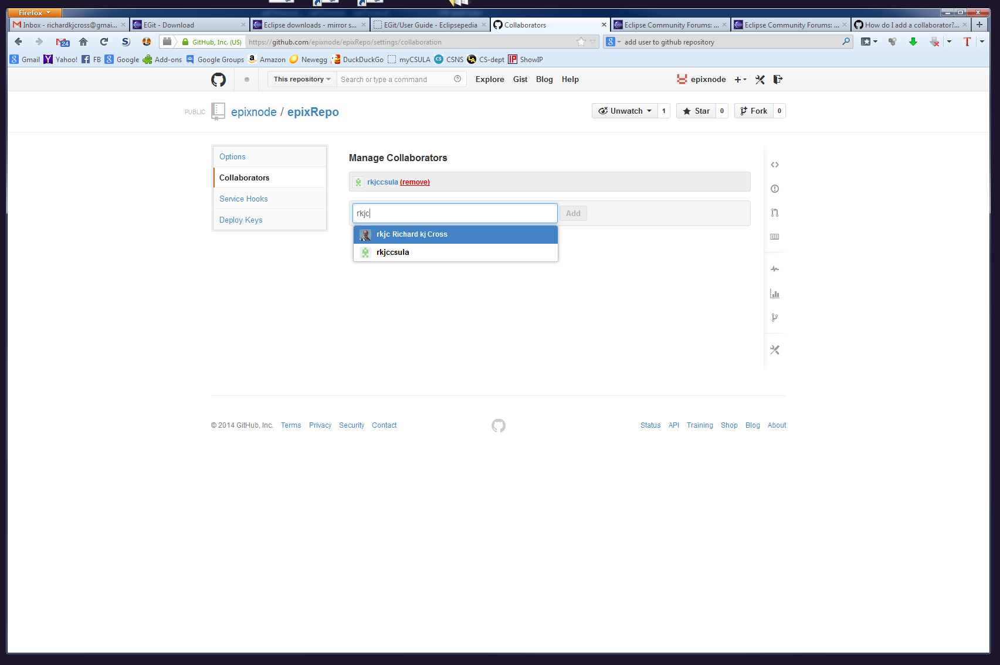 Firefox
Inbox - richardkjcross@gmai...
EGit - Download
Eclipse downloads - mirror s...
EGit/User Guide - Eclipsepedia
Collaborators
Eclipse Community Forums: ...
Eclipse Community Forums: ...
How do I add a collaborator?...
24
GitHub, Inc. (US)
https://github.com/epixnode/epixRepo/settings/collaboration
add user to github repository
Gmail
Yahoo!
FB
Google
Add-ons
Google Groups
Amazon
Newegg
DuckDuckGo
myCSULA
CSNS
CS-dept
ShowIP
This repository
Search or type a command
Explore
Gist
Blog
Help
epixnode
PUBLIC
epixnode / epixRepo
Unwatch
1
Star
0
Fork
0
Options
Collaborators
Service Hooks
Deploy Keys
Manage Collaborators
rkjccsula (remove)
rkjc
Add
rkjc Richard kj Cross
rkjccsula
© 2014 GitHub, Inc.
Terms
Privacy
Security
Contact
Status
API
Training
Shop
Blog
About